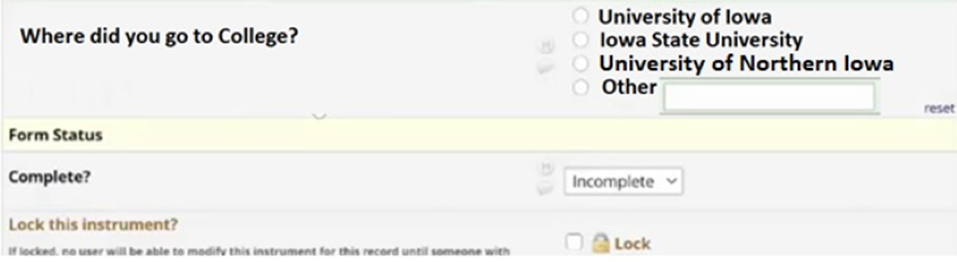 Where did you go to College?
University of Iowa
Iowa State University
University of Northern Iowa
Other
reset
Form Status
Complete?
Incomplete
Lock this instrument?
If locked, no user will be able to modify this instrument for this record until someone with
Lock